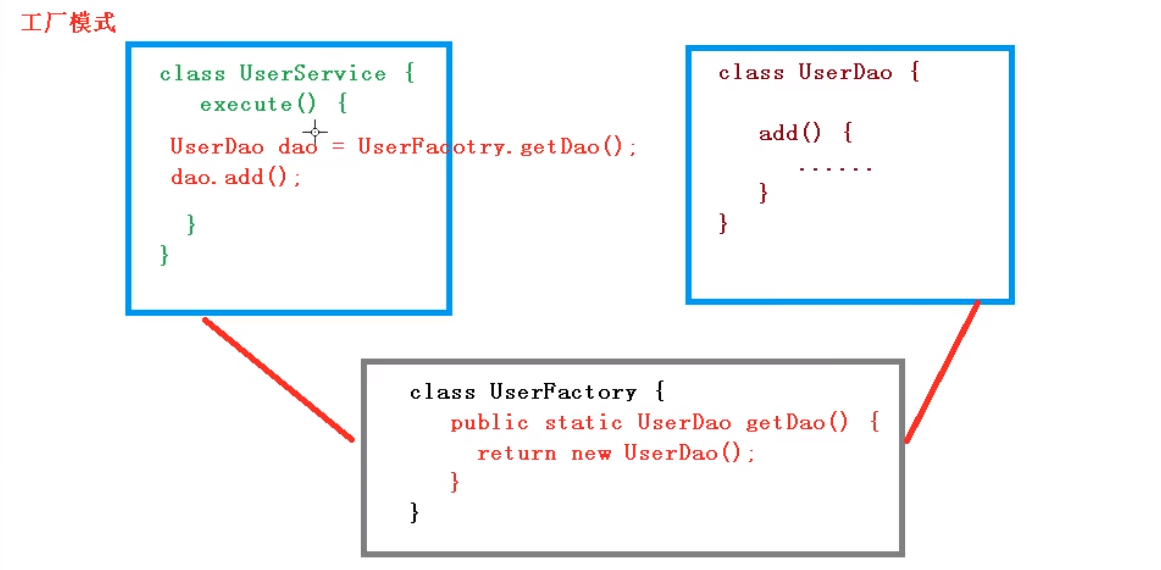 工厂模式
class UserService {
execute() {
UserDao dao = UserFacotry.getDao();
dao.add();
}
}
class UserDao {
add() {
......
}
}
class UserFactory {
public static UserDao getDao() {
return new UserDao();
}
}